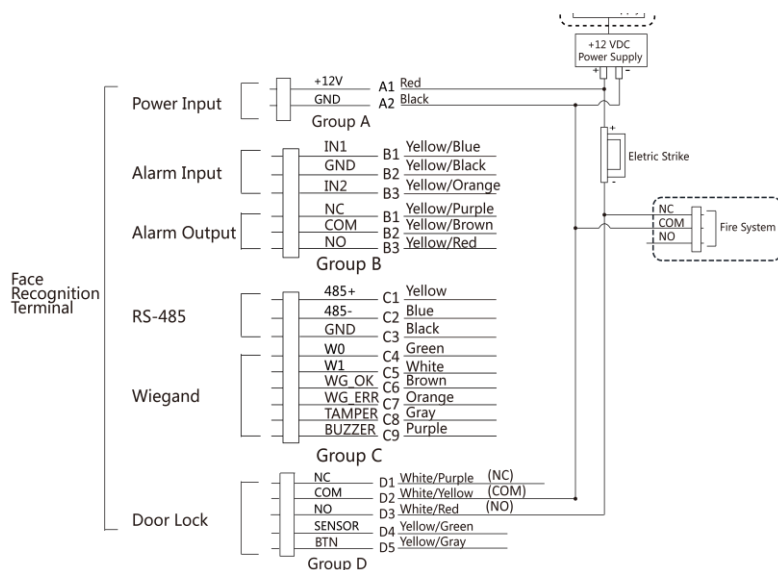 +12 VDC
Power Supply
+ -
Power Input
+12V A1 Red
GND A2 Black
Group A
+
Eletric Strike
-
Alarm Input
IN1 B1 Yellow/Blue
GND B2 Yellow/Black
IN2 B3 Yellow/Orange
Alarm Output
NC B1 Yellow/Purple
COM B2 Yellow/Brown
NO B3 Yellow/Red
Group B
NC
COM
NO
Fire System
Face
Recognition
Terminal
RS-485
485+ C1 Yellow
485- C2 Blue
GND C3 Black
Wiegand
W0 C4 Green
W1 C5 White
WG_OK C6 Brown
WG_ERR C7 Orange
TAMPER C8 Gray
BUZZER C9 Purple
Group C
Door Lock
NC D1 White/Purple (NC)
COM D2 White/Yellow (COM)
NO D3 White/Red (NO)
SENSOR D4 Yellow/Green
BTN D5 Yellow/Gray
Group D